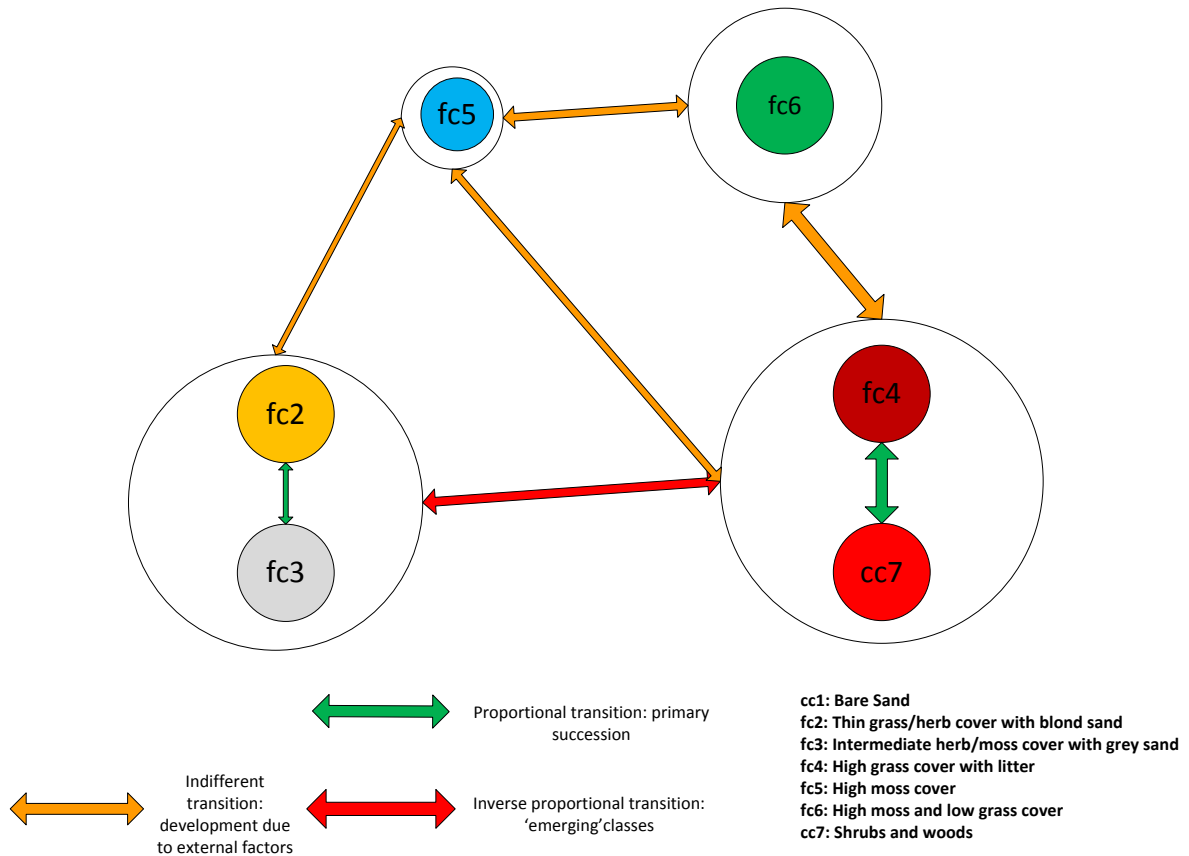 fc5
fc6
fc2
fc4
fc3
cc7
Proportional transition: primary
succession
Indifferent
transition:
development due
to external factors
Inverse proportional transition:
‘emerging’classes
cc1: Bare Sand
fc2: Thin grass/herb cover with blond sand
fc3: Intermediate herb/moss cover with grey sand
fc4: High grass cover with litter
fc5: High moss cover
fc6: High moss and low grass cover
cc7: Shrubs and woods